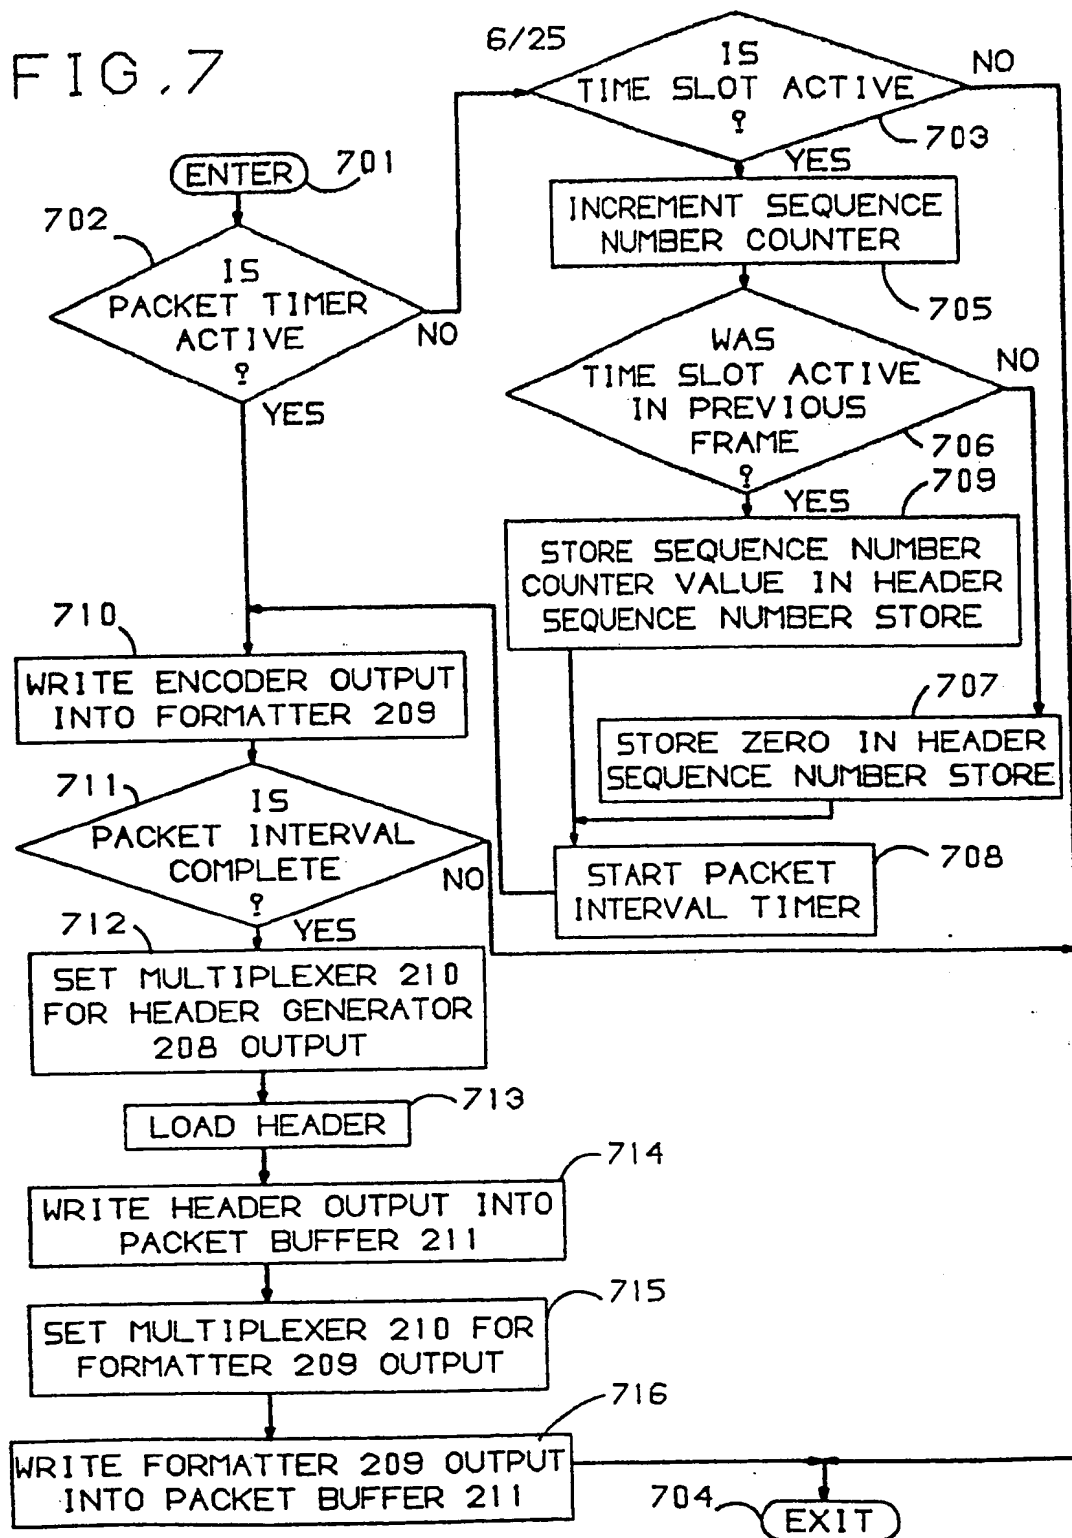 FIG.7
6/25
IS
TIME SLOT ACTIVE
?
NO
703
YES
ENTER
701
702
INCREMENT SEQUENCE
NUMBER COUNTER
705
IS
PACKET TIMER
ACTIVE
?
NO
YES
WAS
TIME SLOT ACTIVE
IN PREVIOUS
FRAME
?
NO
706
YES
709
STORE SEQUENCE NUMBER
COUNTER VALUE IN HEADER
SEQUENCE NUMBER STORE
710
WRITE ENCODER OUTPUT
INTO FORMATTER 209
707
STORE ZERO IN HEADER
SEQUENCE NUMBER STORE
711
IS
PACKET INTERVAL
COMPLETE
?
NO
YES
708
START PACKET
INTERVAL TIMER
712
SET MULTIPLEXER 210
FOR HEADER GENERATOR
208 OUTPUT
713
LOAD HEADER
714
WRITE HEADER OUTPUT INTO
PACKET BUFFER 211
715
SET MULTIPLEXER 210 FOR
FORMATTER 209 OUTPUT
716
WRITE FORMATTER 209 OUTPUT
INTO PACKET BUFFER 211
704
EXIT